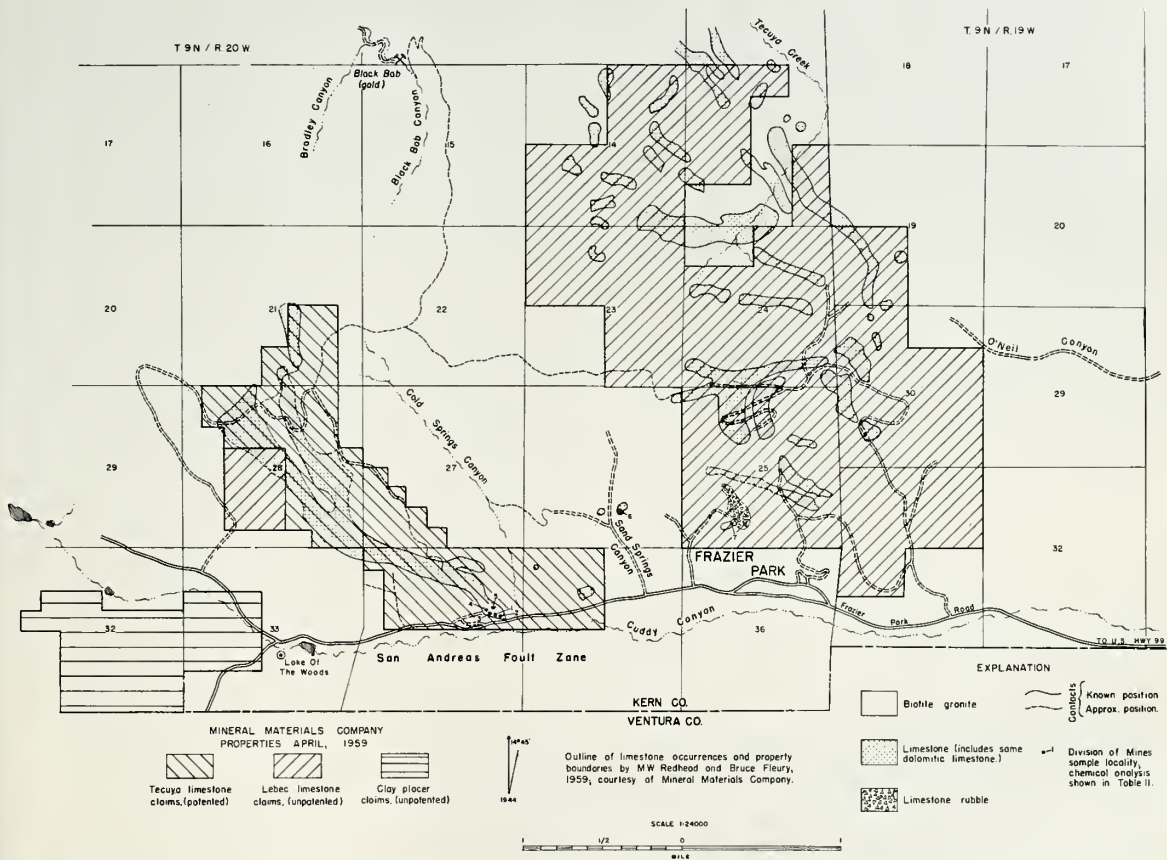 T. 9 N / R. 20 W.
T. 9 N / R. 19 W.
Tecuya Creek
18
17
Black Bob
(gold)
Bradley Canyon
Black Bob Canyon
17
16
15
14
19
20
20
21
22
23
24
O'Neil Canyon
29
28
27
Cold Springs Canyon
25
30
29
Sand Springs
Canyon
6
7
32
FRAZIER
PARK
32
33
Lake Of
The Woods
Cuddy Canyon
36
Frazier Park Road
TO U.S. HWY 99
San Andreas Fault Zone
KERN CO.
VENTURA CO.
MINERAL MATERIALS COMPANY
PROPERTIES APRIL, 1959
Tecuya limestone
claims, (patented)
Lebec limestone
claims, (unpatented)
Clay placer
claims, (unpatented)
14°45'
1944
Outline of limestone occurrences and property
boundaries by MW Redhead and Bruce Fleury,
1959; courtesy of Mineral Materials Company.
SCALE 1:24000
1 1/2 0 1
MILE
EXPLANATION
Biotite granite
Limestone (includes some
dolomitic limestone.)
Limestone rubble
Contacts
Known position
Approx. position.
1
Division of Mines
sample locality,
chemical analysis
shown in Table II.